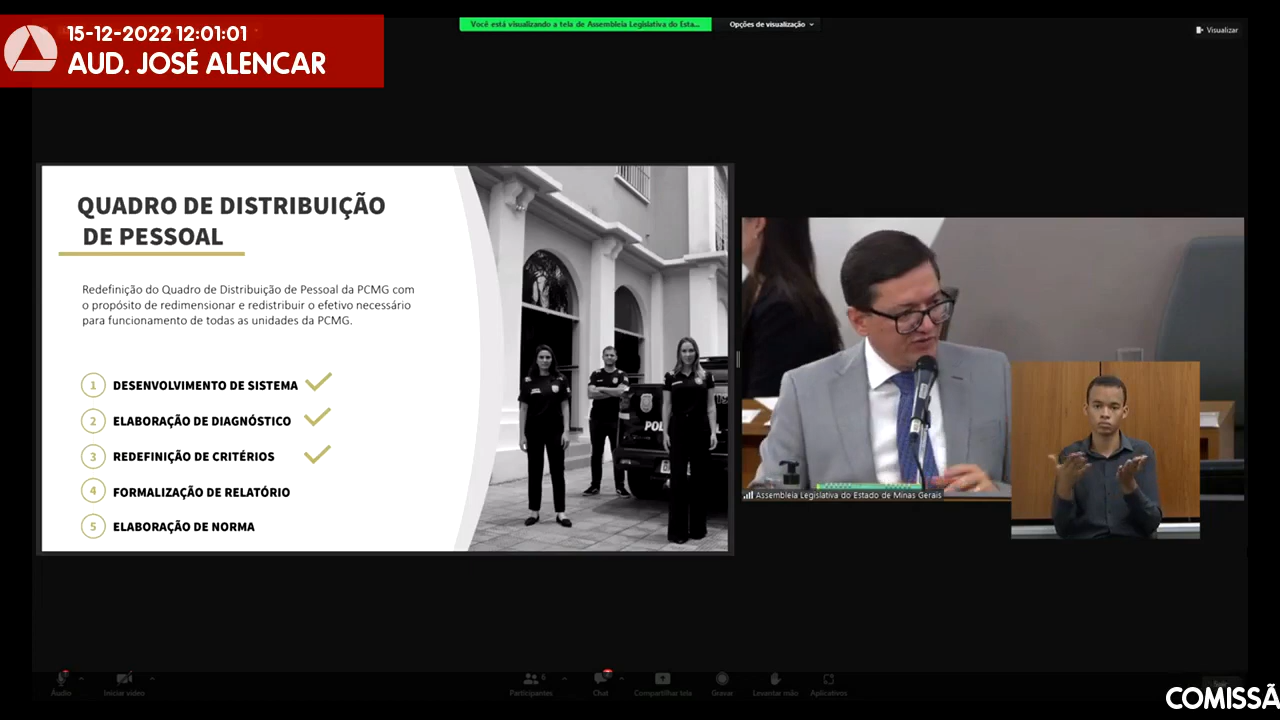 15-12-2022 12:01:01
AUD. JOSÉ ALENCAR
Você está visualizando a tela de Assembleia Legislativa do Esta...
Opções de visualização
Visualizar
QUADRO DE DISTRIBUIÇÃO
DE PESSOAL
Redefinição do Quadro de Distribuição de Pessoal da PCMG com
o propósito de redimensionar e redistribuir o efetivo necessário
para funcionamento de todas as unidades da PCMG.
1 DESENVOLVIMENTO DE SISTEMA
2 ELABORAÇÃO DE DIAGNÓSTICO
3 REDEFINIÇÃO DE CRITÉRIOS
4 FORMALIZAÇÃO DE RELATÓRIO
5 ELABORAÇÃO DE NORMA
POL
Assembleia Legislativa do Estado de Minas Gerais
Áudio
Iniciar vídeo
Participantes
6
Chat
Compartilhar tela
Gravar
Levantar mão
Aplicativos
COMISSÃ